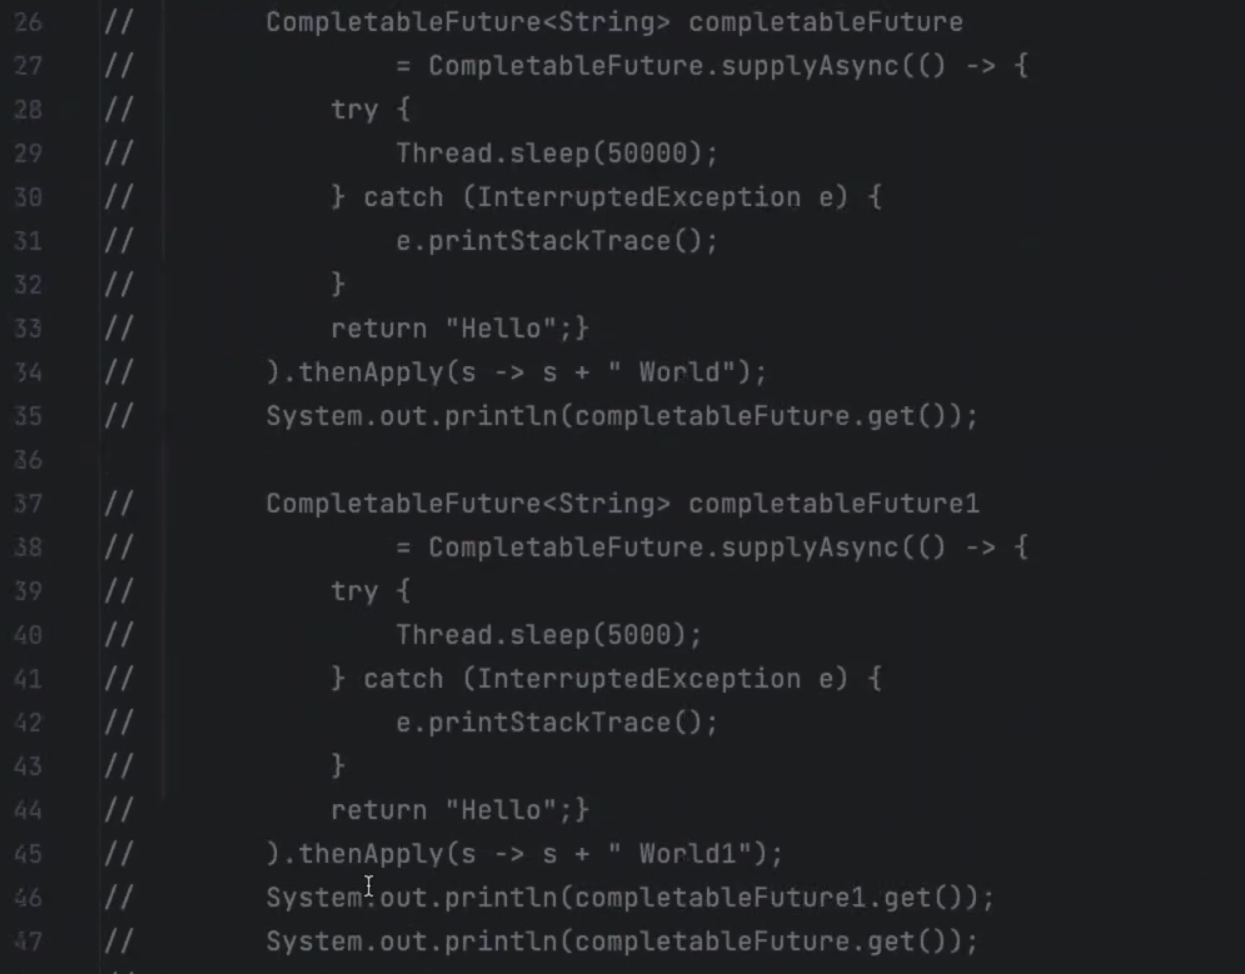 26 // CompletableFuture<String> completableFuture
27 // = CompletableFuture.supplyAsync(() -> {
28 // try {
29 // Thread.sleep(50000);
30 // } catch (InterruptedException e) {
31 // e.printStackTrace();
32 // }
33 // return "Hello";}
34 // ).thenApply(s -> s + " World");
35 // System.out.println(completableFuture.get());
36
37 // CompletableFuture<String> completableFuture1
38 // = CompletableFuture.supplyAsync(() -> {
39 // try {
40 // Thread.sleep(5000);
41 // } catch (InterruptedException e) {
42 // e.printStackTrace();
43 // }
44 // return "Hello";}
45 // ).thenApply(s -> s + " World1");
46 // System.out.println(completableFuture1.get());
47 // System.out.println(completableFuture.get());